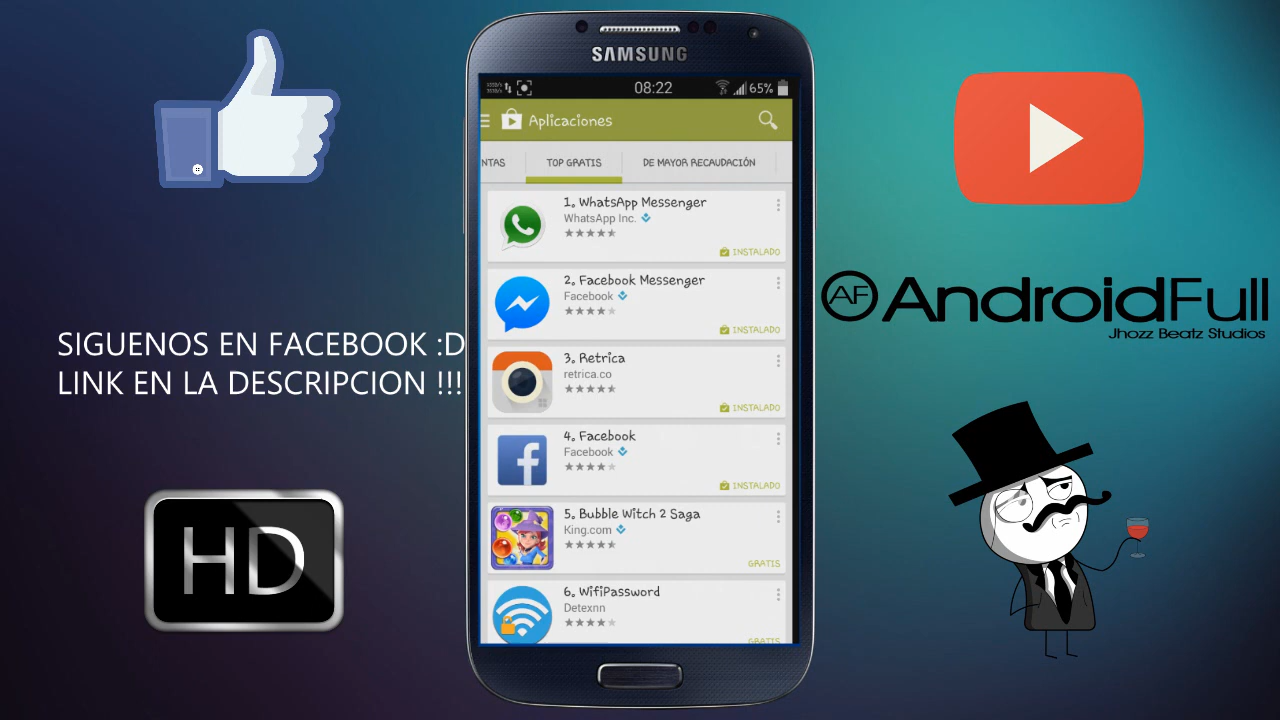 SAMSUNG
08:22
65%
Aplicaciones
NTAS
TOP GRATIS
DE MAYOR RECAUDACIÓN
1. WhatsApp Messenger
WhatsApp Inc.
INSTALADO
2. Facebook Messenger
Facebook
INSTALADO
3. Retrica
retrica.co
INSTALADO
4. Facebook
Facebook
INSTALADO
5. Bubble Witch 2 Saga
King.com
GRATIS
6. WifiPassword
Detexnn
GRATIS
SIGUENOS EN FACEBOOK :D
LINK EN LA DESCRIPCION !!!
HD
AF AndroidFull
Jhozz Beatz Studios